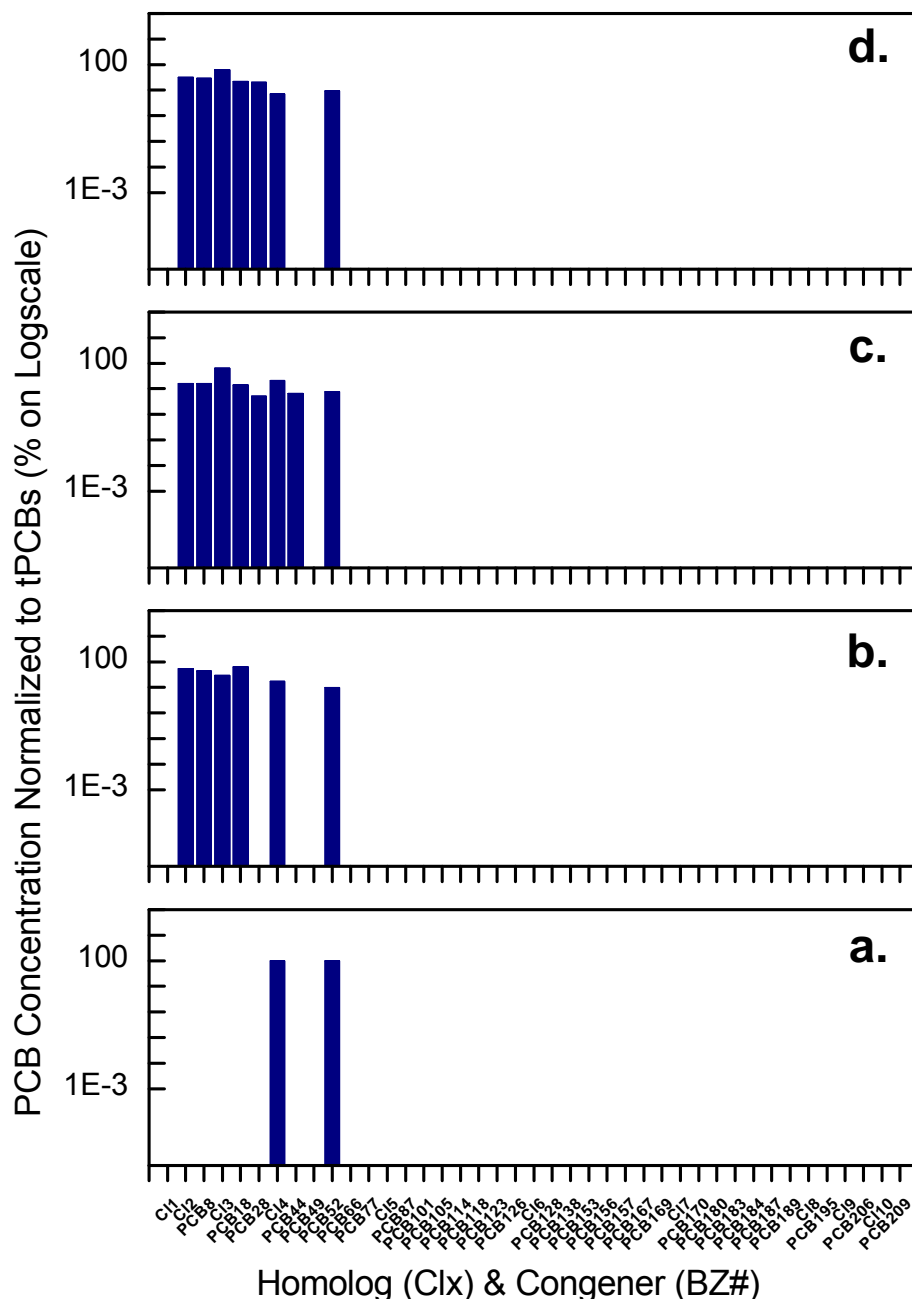 PCB Concentration Normalized to tPCBs (% on Logscale)
d.
100
1E-3
c.
100
1E-3
b.
100
1E-3
a.
100
1E-3
Cl1
Cl2
PCB8
Cl3
PCB18
PCB28
Cl4
PCB44
PCB49
PCB52
PCB66
PCB77
Cl5
PCB87
PCB101
PCB105
PCB114
PCB118
PCB123
PCB126
Cl6
PCB128
PCB138
PCB153
PCB156
PCB157
PCB167
PCB169
Cl7
PCB170
PCB180
PCB183
PCB184
PCB187
PCB189
Cl8
PCB195
Cl9
PCB206
Cl10
PCB209
Homolog (Clx) & Congener (BZ#)